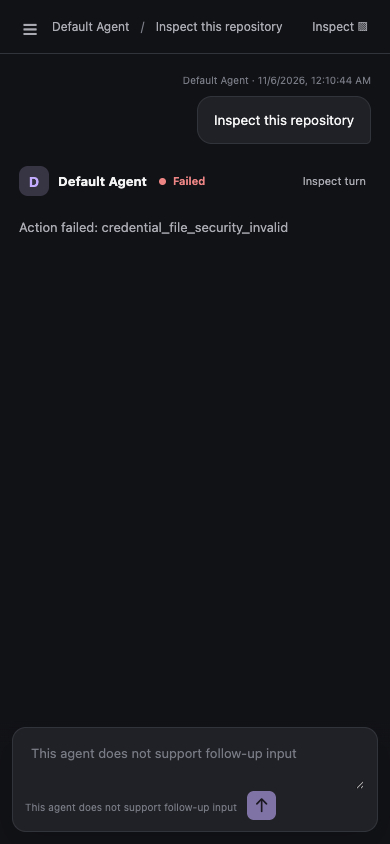 Default Agent / Inspect this repository Inspect
Default Agent · 11/6/2026, 12:10:44 AM
Inspect this repository
D Default Agent Failed Inspect turn
Action failed: credential_file_security_invalid
This agent does not support follow-up input
This agent does not support follow-up input